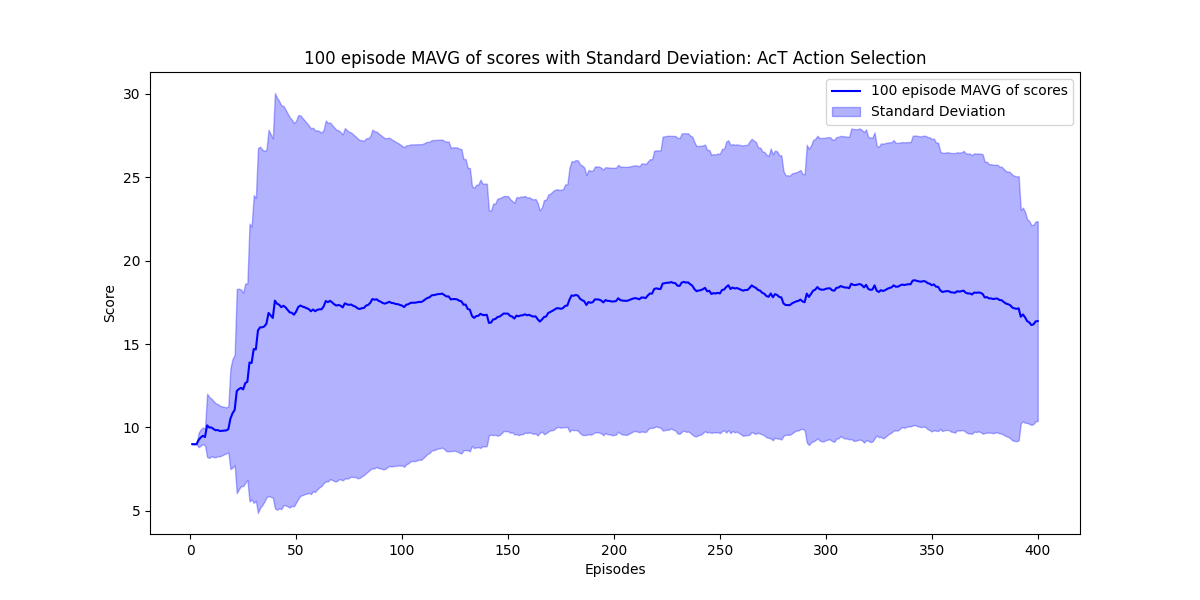 100 episode MAVG of scores with Standard Deviation: AcT Action Selection
100 episode MAVG of scores
Standard Deviation
30
25
20
15
10
5
Score
0 50 100 150 200 250 300 350 400
Episodes